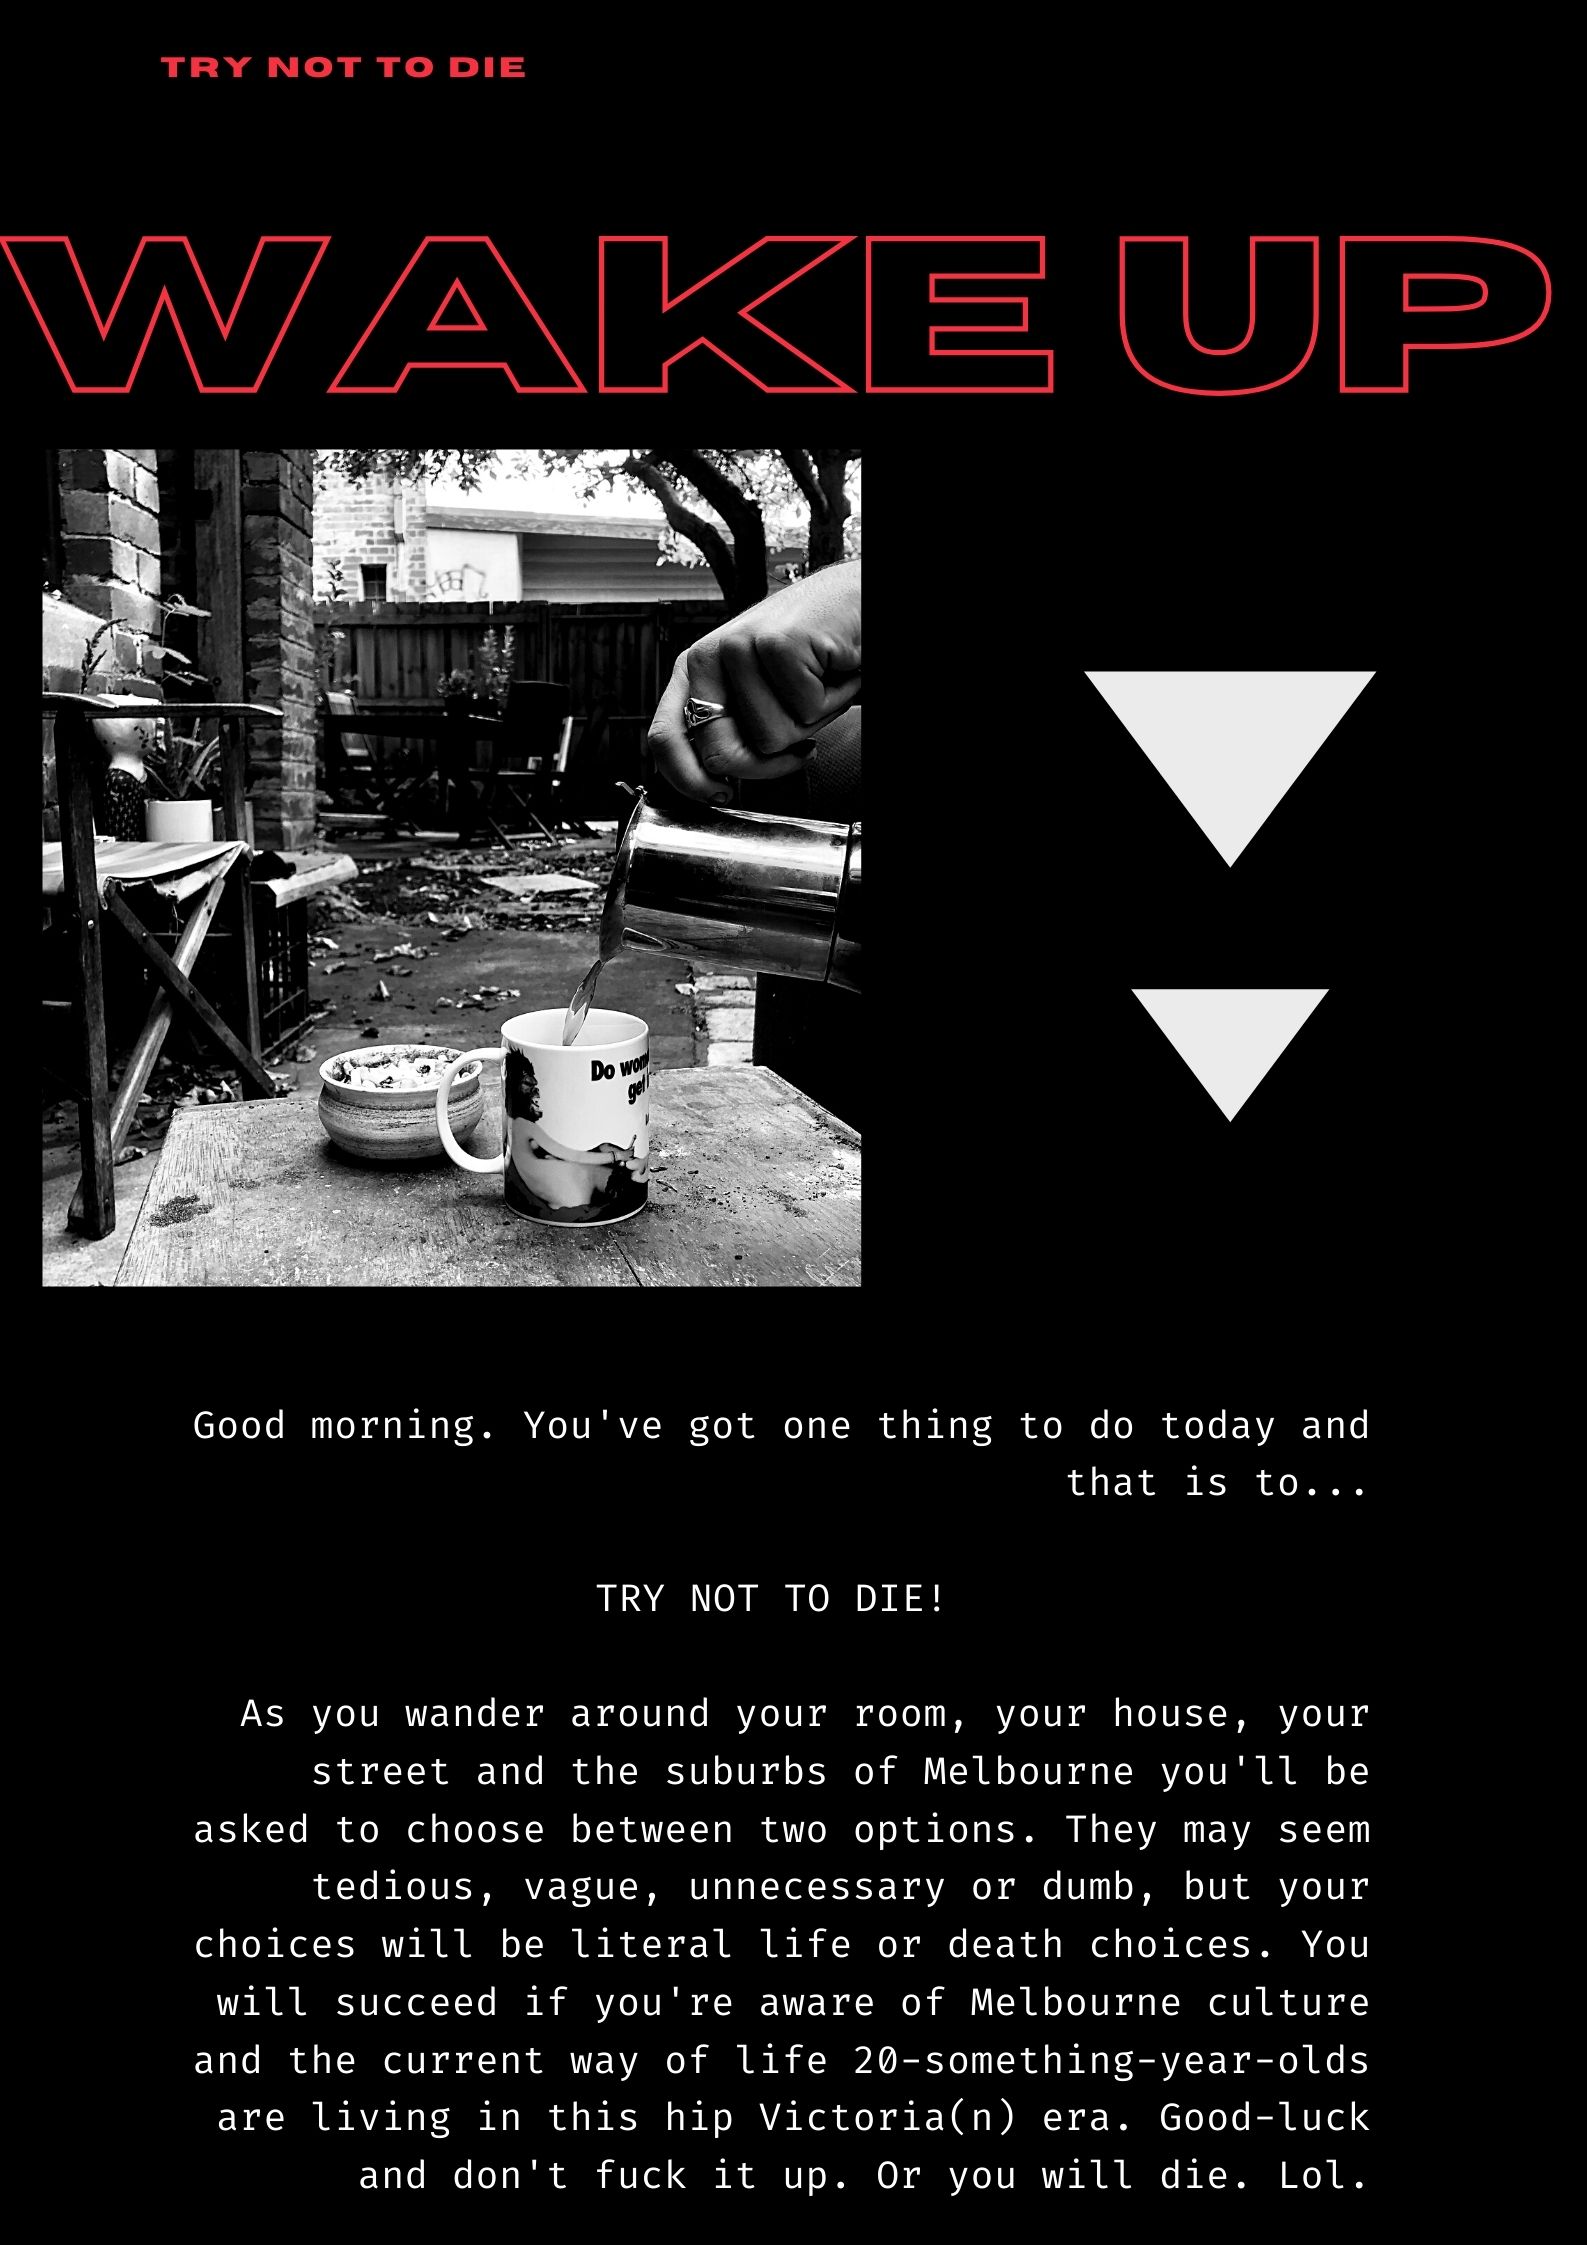 TRY NOT TO DIE
WAKE UP
Do
get
Good morning. You've got one thing to do today and
that is to...
TRY NOT TO DIE!
As you wander around your room, your house, your
street and the suburbs of Melbourne you'll be
asked to choose between two options. They may seem
tedious, vague, unnecessary or dumb, but your
choices will be literal life or death choices. You
will succeed if you're aware of Melbourne culture
and the current way of life 20-something-year-olds
are living in this hip Victoria(n) era. Good-luck
and don't fuck it up. Or you will die. Lol.